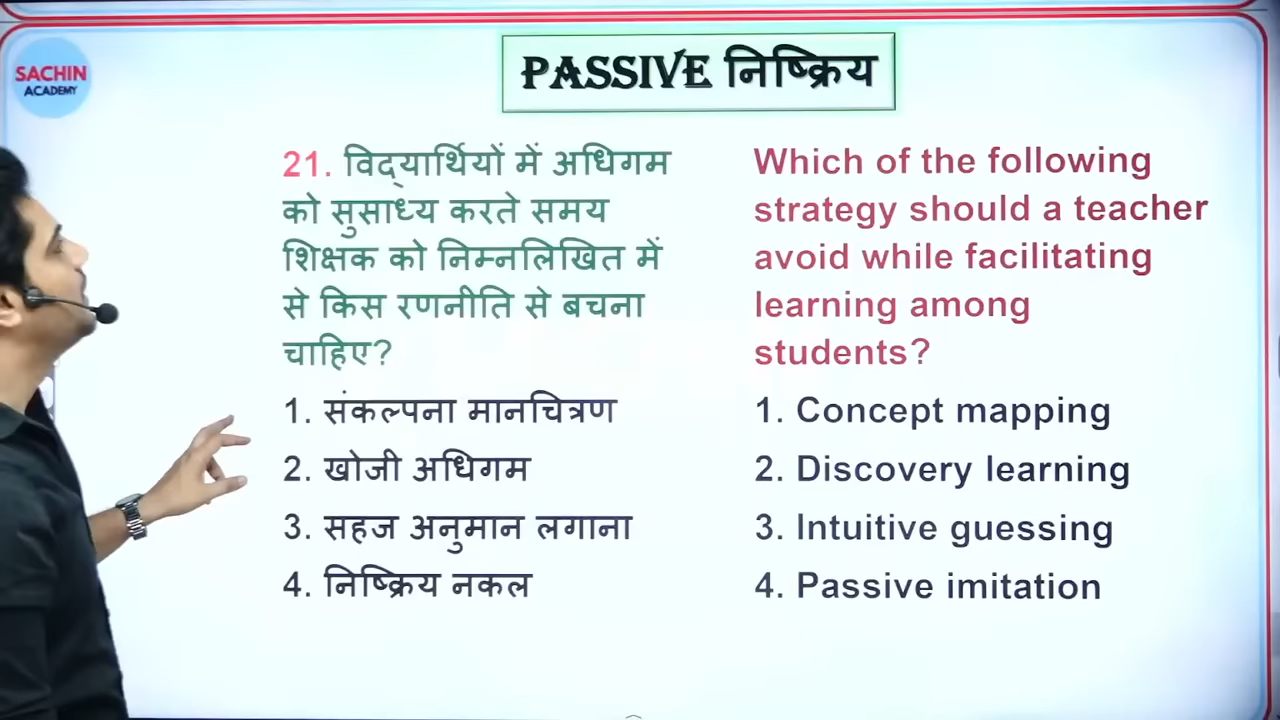 SACHIN
ACADEMY
PASSIVE निष्क्रिय
21. विद्यार्थियों में अधिगम
को सुसाध्य करते समय
शिक्षक को निम्नलिखित में
से किस रणनीति से बचना
चाहिए?
1. संकल्पना मानचित्रण
2. खोजी अधिगम
3. सहज अनुमान लगाना
4. निष्क्रिय नकल
Which of the following
strategy should a teacher
avoid while facilitating
learning among
students?
1. Concept mapping
2. Discovery learning
3. Intuitive guessing
4. Passive imitation